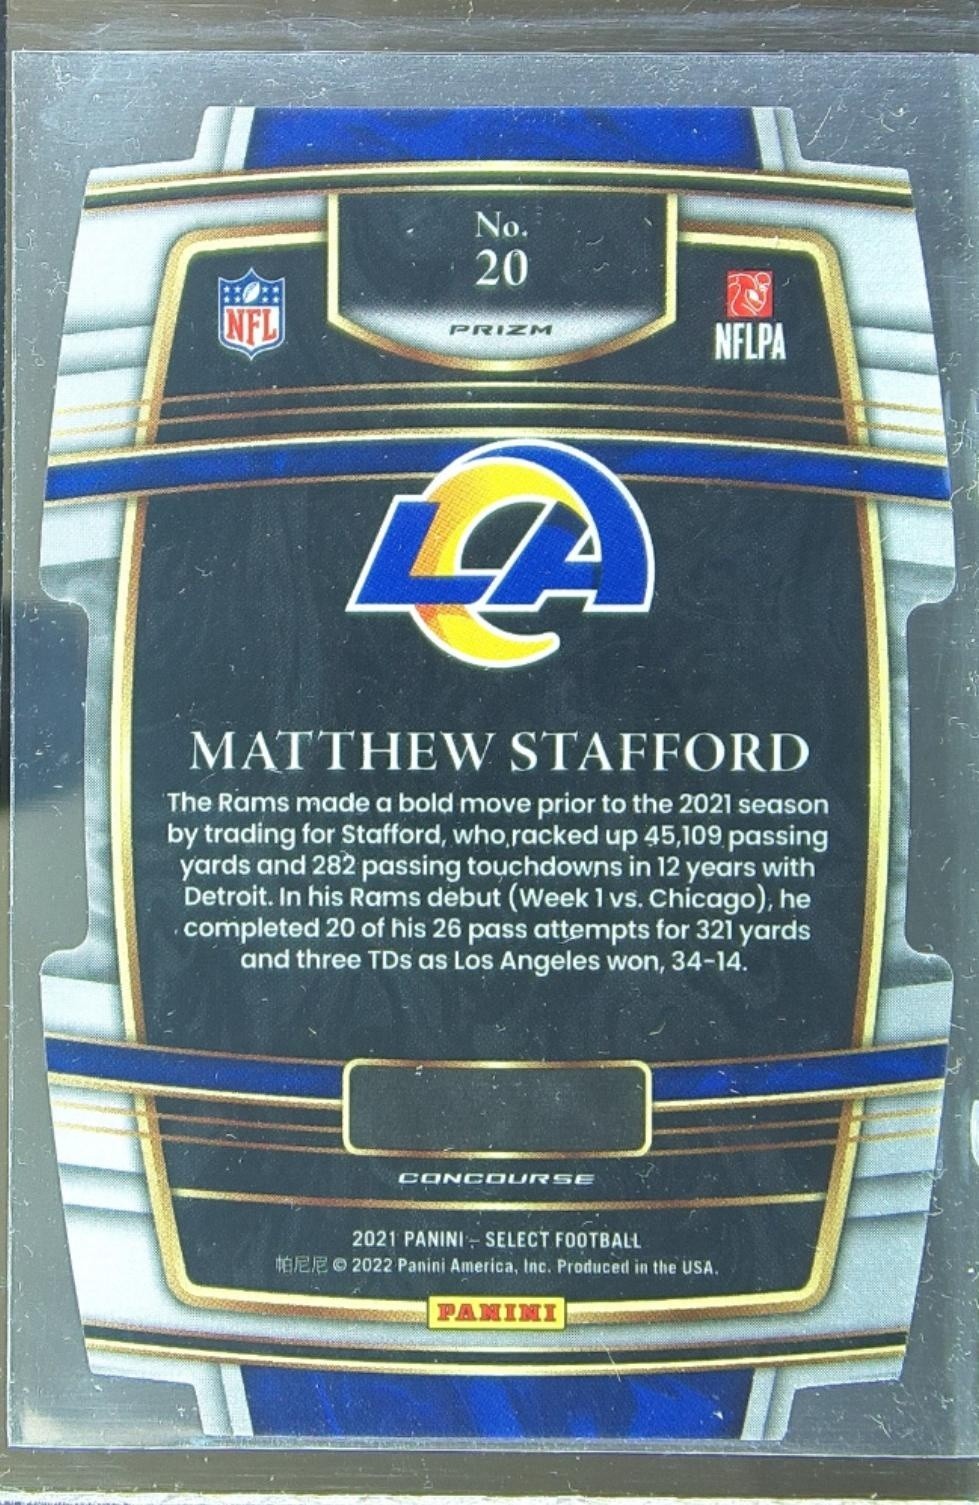 No.
20
PRIZM
NFL
NFLPA
LA
MATTHEW STAFFORD
The Rams made a bold move prior to the 2021 season
by trading for Stafford, who racked up 45,109 passing
yards and 282 passing touchdowns in 12 years with
Detroit. In his Rams debut (Week 1 vs. Chicago), he
completed 20 of his 26 pass attempts for 321 yards
and three TDs as Los Angeles won, 34-14.
CONCOURSE
2021 PANINI – SELECT FOOTBALL
帕尼尼 © 2022 Panini America, Inc. Produced in the USA.
PANINI